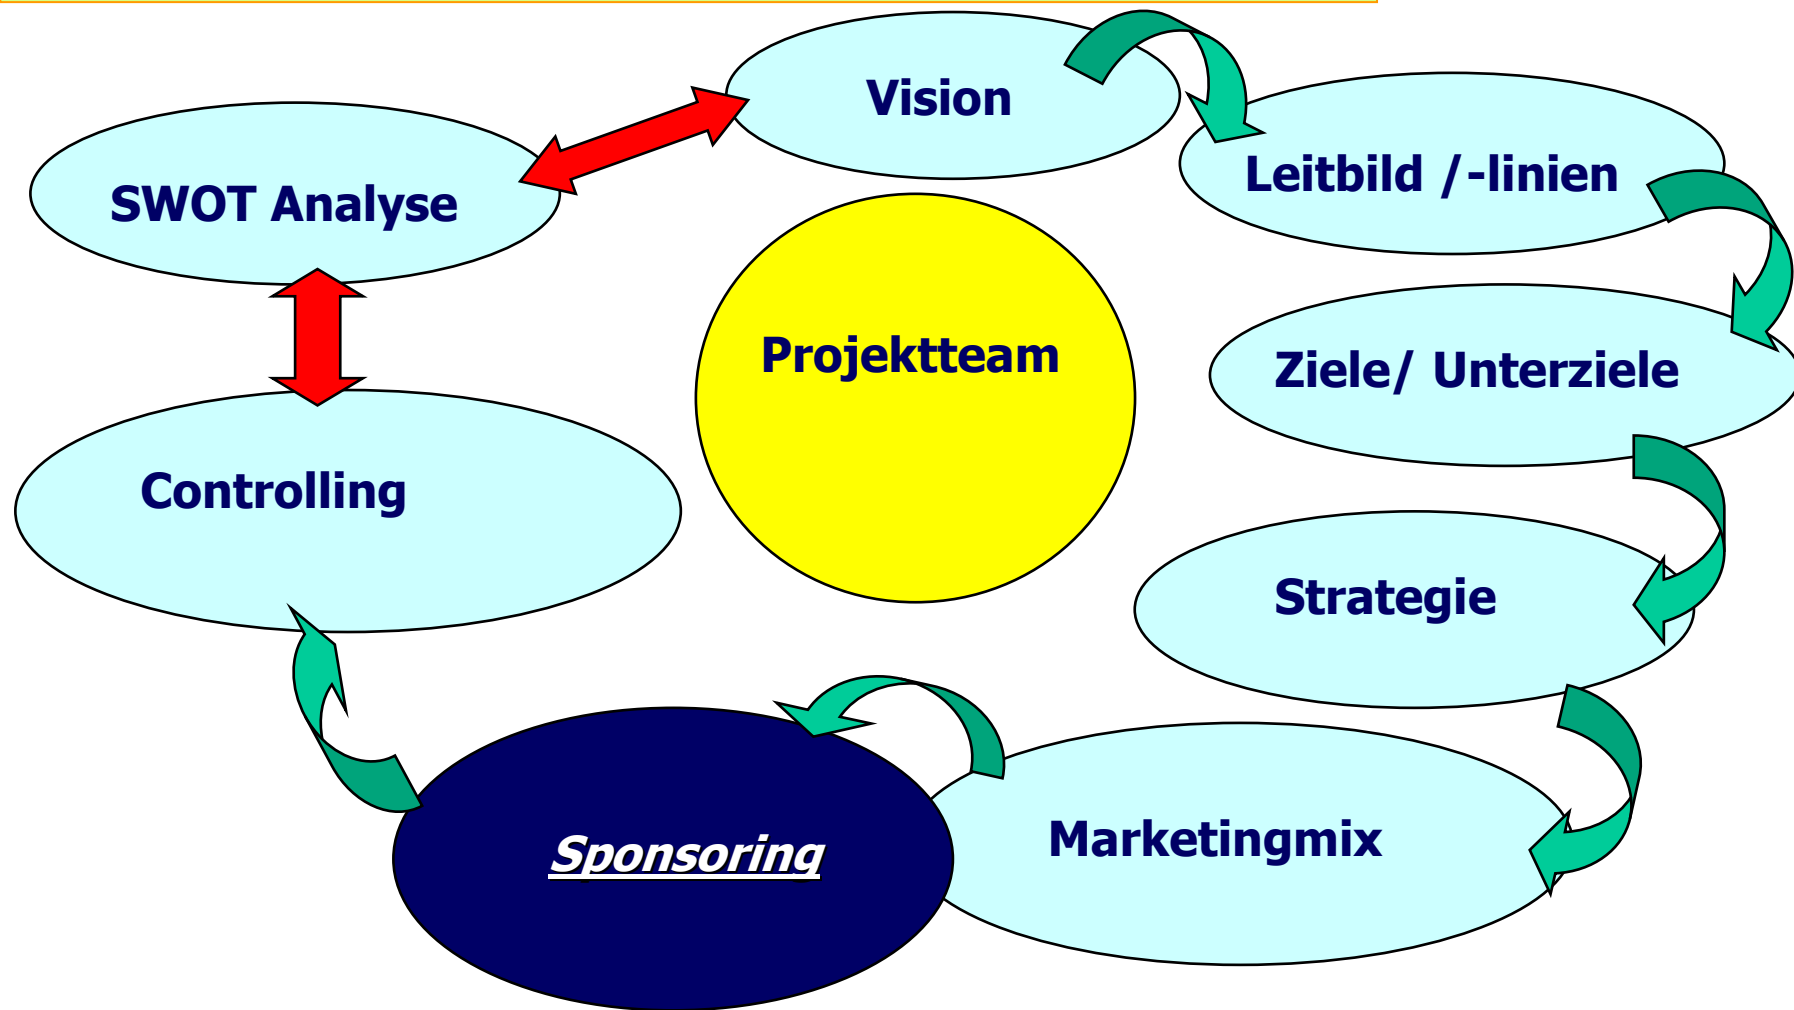 Vision
Leitbild /-linien
SWOT Analyse
Projektteam
Ziele/ Unterziele
Controlling
Strategie
Marketingmix
Sponsoring